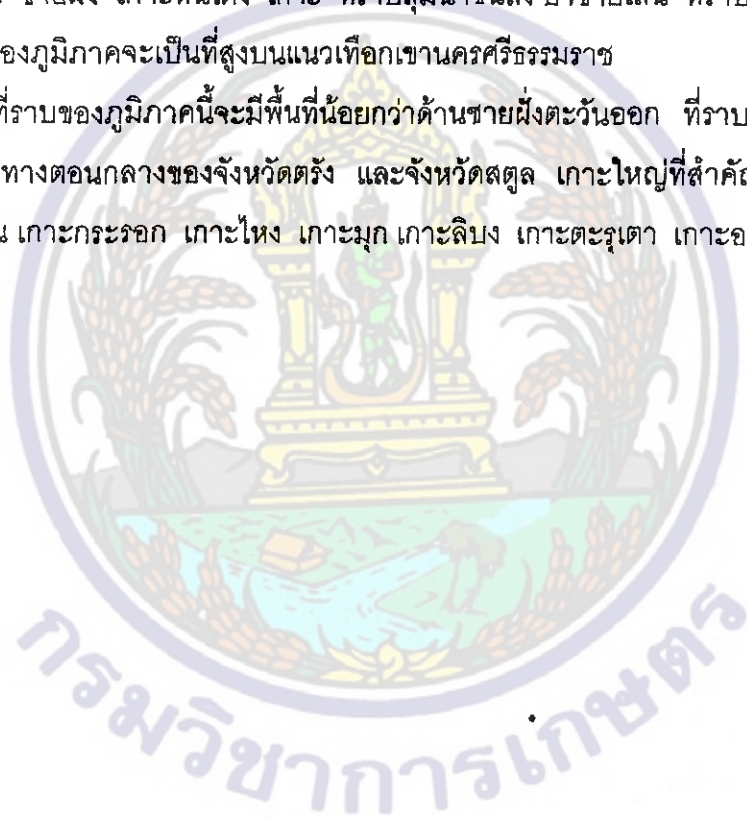 องภูมิภาคจะเป็นที่สูงบนแนวเทือกเขานครศรีธรรมราช
ที่ราบของภูมิภาคนี้จะมีพื้นที่น้อยกว่าด้านชายฝั่งตะวันออก ที่ราบ
ทางตอนกลางของจังหวัดตรัง และจังหวัดสตูล เกาะใหญ่ที่สำคัญ
น เกาะกระรอก เกาะไหง เกาะมุก เกาะลิบง เกาะตะรุเตา เกาะอ
กรมวิชาการเกษตร